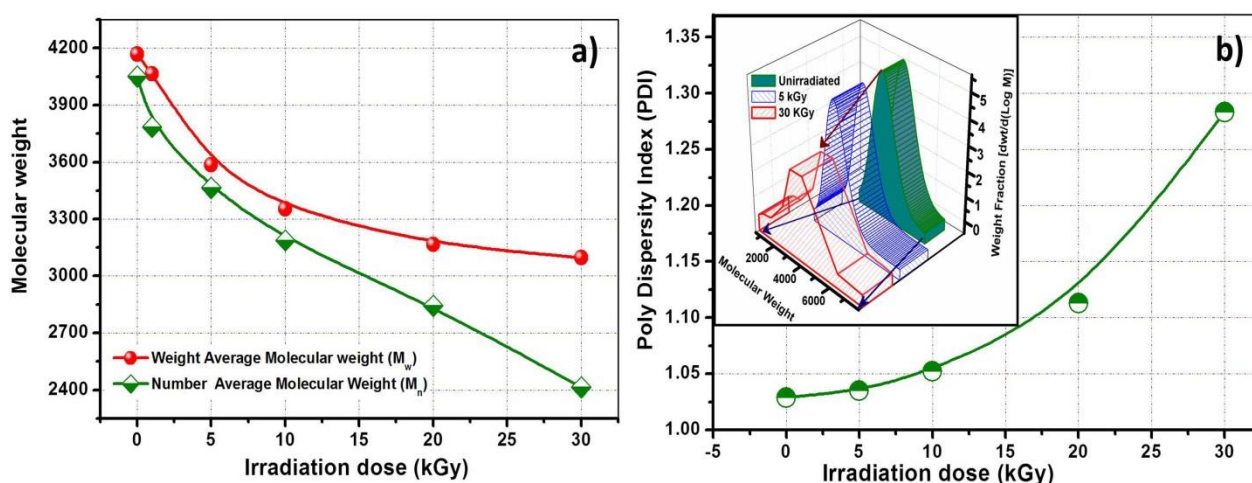 a)
4200
3900
3600
3300
3000
2700
2400
Molecular weight
Weight Average Molecular weight (Mw)
Number Average Molecular Weight (Mn)
0 5 10 15 20 25 30
Irradiation dose (kGy)
b)
1.35
1.30
1.25
1.20
1.15
1.10
1.05
1.00
Poly Dispersity Index (PDI)
Unirradiated
5 kGy
30 KGy
5
4
3
2
1
0
Weight Fraction [dwt/d(Log M)]
2000
4000
6000
Molecular Weight
-5 0 5 10 15 20 25 30
Irradiation dose (kGy)